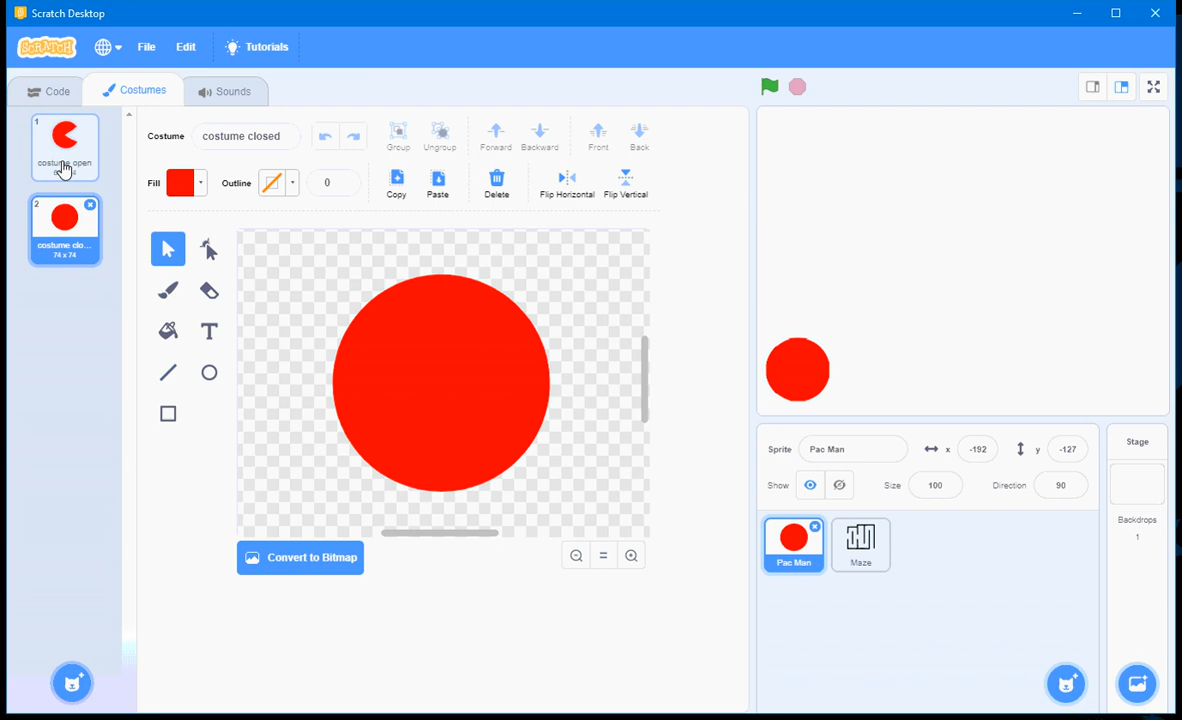 Scratch Desktop
SCRATCH File Edit Tutorials
Code Costumes Sounds
1
costume open
2
costume clo...
74 x 74
Costume costume closed Group Ungroup Forward Backward Front Back
Fill Outline 0 Copy Paste Delete Flip Horizontal Flip Vertical
Convert to Bitmap
Sprite Pac Man x -192 y -127
Show Size 100 Direction 90
Pac Man Maze
Stage
Backdrops
1